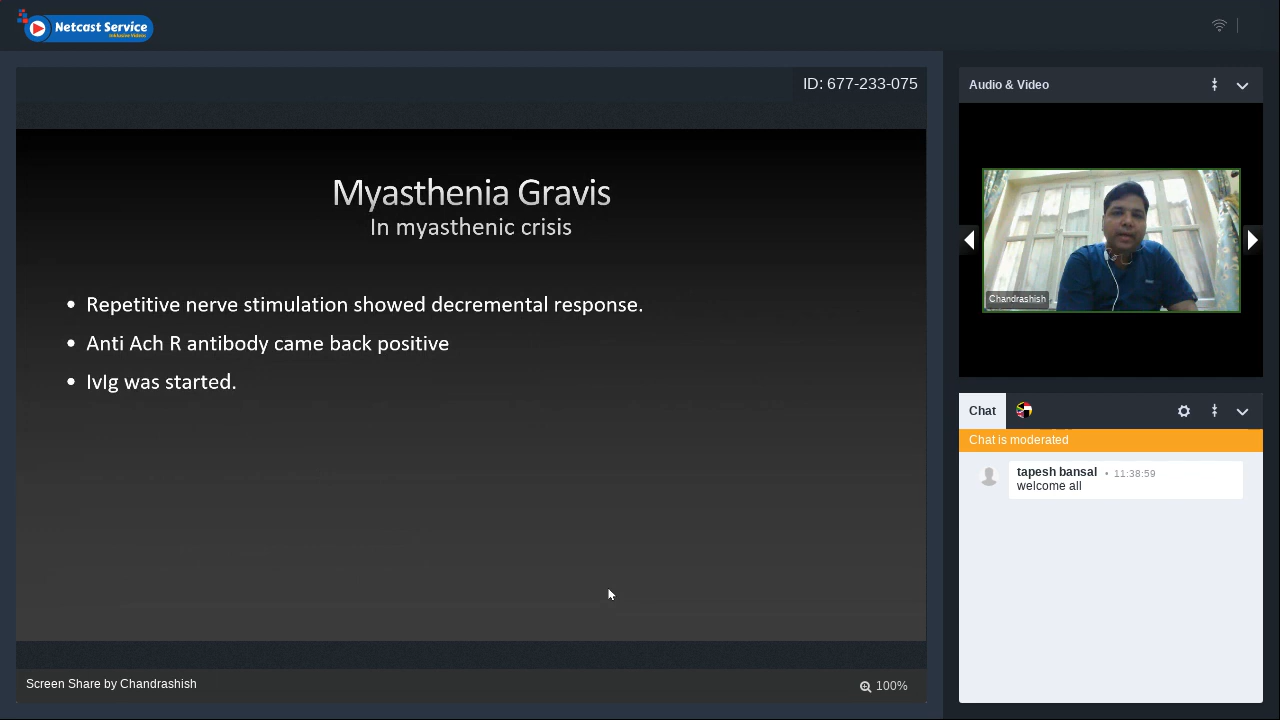 Netcast Service
ID: 677-233-075
Myasthenia Gravis
In myasthenic crisis
• Repetitive nerve stimulation showed decremental response.
• Anti Ach R antibody came back positive
• IvIg was started.
Screen Share by Chandrashish
100%
Audio & Video
Chandrashish
Chat
Chat is moderated
tapesh bansal • 11:38:59
welcome all